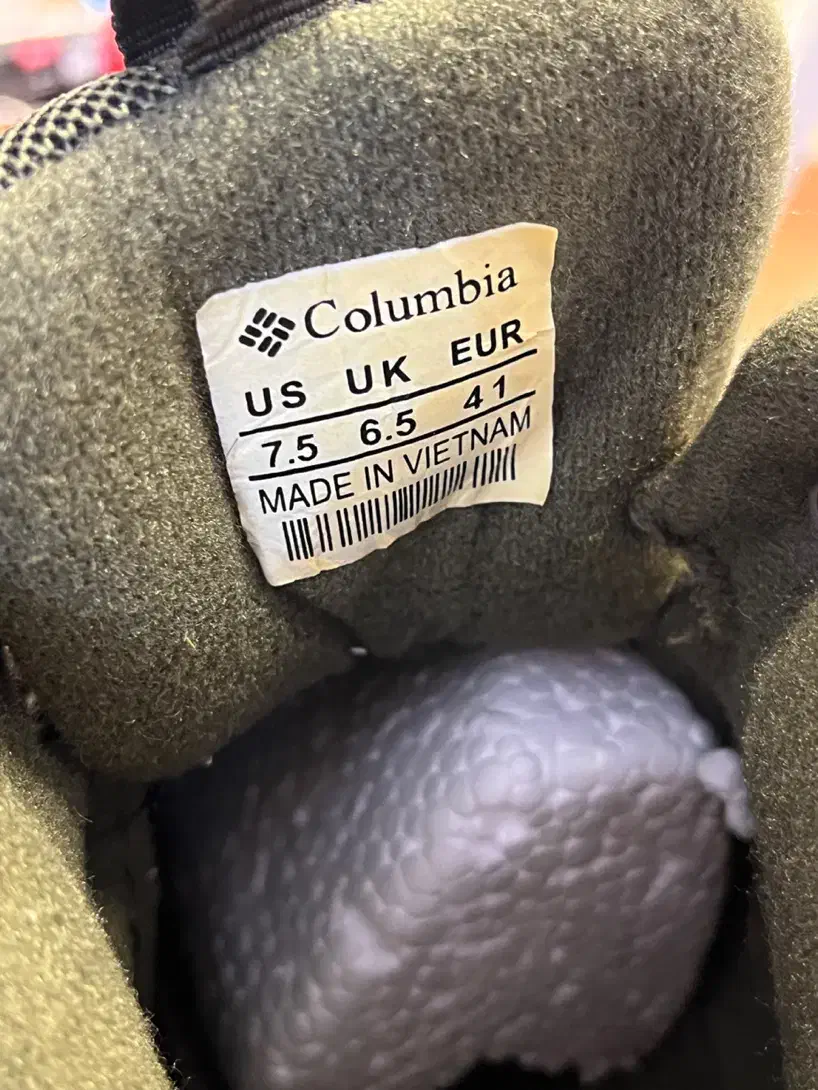 Columbia
US UK EUR
7.5 6.5 41
MADE IN VIETNAM